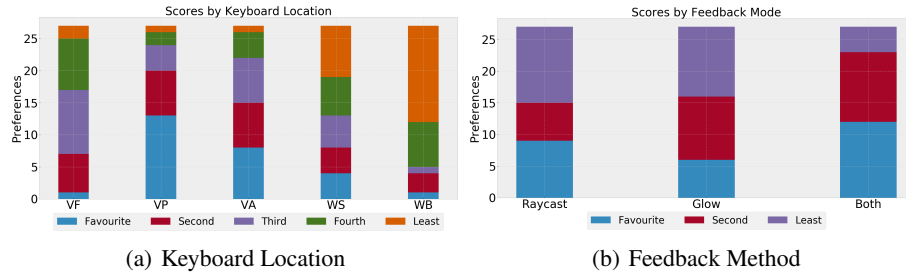 Scores by Keyboard Location
Preferences
25
20
15
10
5
0
VF VP VA WS WB
Favourite Second Third Fourth Least
(a) Keyboard Location
Scores by Feedback Mode
Preferences
25
20
15
10
5
0
Raycast Glow Both
Favourite Second Least
(b) Feedback Method